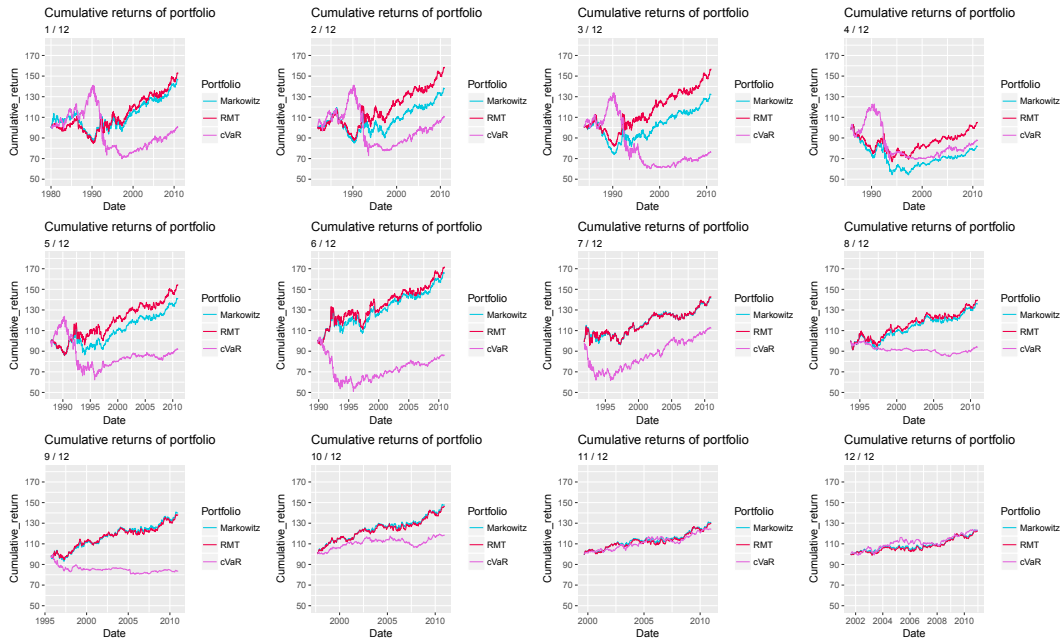 Cumulative returns of portfolio
1 / 12
Cumulative_return
170
150
130
110
90
70
50
1980
1990
2000
2010
Date
Portfolio
Markowitz
RMT
cVaR
Cumulative returns of portfolio
2 / 12
Cumulative_return
170
150
130
110
90
70
50
1990
2000
2010
Date
Portfolio
Markowitz
RMT
cVaR
Cumulative returns of portfolio
3 / 12
Cumulative_return
170
150
130
110
90
70
50
1990
2000
2010
Date
Portfolio
Markowitz
RMT
cVaR
Cumulative returns of portfolio
4 / 12
Cumulative_return
170
150
130
110
90
70
50
1990
2000
2010
Date
Portfolio
Markowitz
RMT
cVaR
Cumulative returns of portfolio
5 / 12
Cumulative_return
170
150
130
110
90
70
50
1990
1995
2000
2005
2010
Date
Portfolio
Markowitz
RMT
cVaR
Cumulative returns of portfolio
6 / 12
Cumulative_return
170
150
130
110
90
70
50
1990
1995
2000
2005
2010
Date
Portfolio
Markowitz
RMT
cVaR
Cumulative returns of portfolio
7 / 12
Cumulative_return
170
150
130
110
90
70
50
1995
2000
2005
2010
Date
Portfolio
Markowitz
RMT
cVaR
Cumulative returns of portfolio
8 / 12
Cumulative_return
170
150
130
110
90
70
50
1995
2000
2005
2010
Date
Portfolio
Markowitz
RMT
cVaR
Cumulative returns of portfolio
9 / 12
Cumulative_return
170
150
130
110
90
70
50
1995
2000
2005
2010
Date
Portfolio
Markowitz
RMT
cVaR
Cumulative returns of portfolio
10 / 12
Cumulative_return
170
150
130
110
90
70
50
2000
2005
2010
Date
Portfolio
Markowitz
RMT
cVaR
Cumulative returns of portfolio
11 / 12
Cumulative_return
170
150
130
110
90
70
50
2000
2005
2010
Date
Portfolio
Markowitz
RMT
cVaR
Cumulative returns of portfolio
12 / 12
Cumulative_return
170
150
130
110
90
70
50
2002
2004
2006
2008
2010
Date
Portfolio
Markowitz
RMT
cVaR